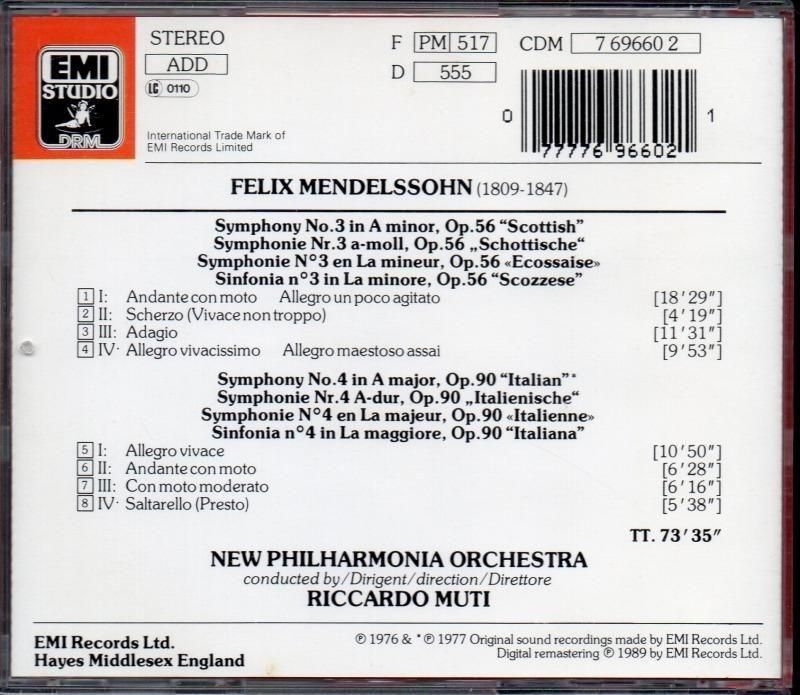 EMI
STUDIO
DRM
STEREO
ADD
LC 0110
International Trade Mark of
EMI Records Limited
F PM 517 CDM 7 69660 2
D 555
0 77776 96602 1
FELIX MENDELSSOHN (1809-1847)
Symphony No.3 in A minor, Op.56 “Scottish”
Symphonie Nr.3 a-moll, Op.56 „Schottische“
Symphonie N°3 en La mineur, Op.56 «Ecossaise»
Sinfonia n°3 in La minore, Op.56 “Scozzese”
1 I: Andante con moto Allegro un poco agitato [18′29″]
2 II: Scherzo (Vivace non troppo) [4′19″]
3 III: Adagio [11′31″]
4 IV· Allegro vivacissimo Allegro maestoso assai [9′53″]
Symphony No.4 in A major, Op.90 “Italian”*
Symphonie Nr.4 A-dur, Op.90 „Italienische“
Symphonie N°4 en La majeur, Op.90 «Italienne»
Sinfonia n°4 in La maggiore, Op.90 “Italiana”
5 I: Allegro vivace [10′50″]
6 II: Andante con moto [6′28″]
7 III: Con moto moderato [6′16″]
8 IV· Saltarello (Presto) [5′38″]
TT. 73′35″
NEW PHILHARMONIA ORCHESTRA
conducted by/Dirigent/direction/Direttore
RICCARDO MUTI
EMI Records Ltd.
Hayes Middlesex England
℗ 1976 & *℗ 1977 Original sound recordings made by EMI Records Ltd.
Digital remastering ℗ 1989 by EMI Records Ltd.